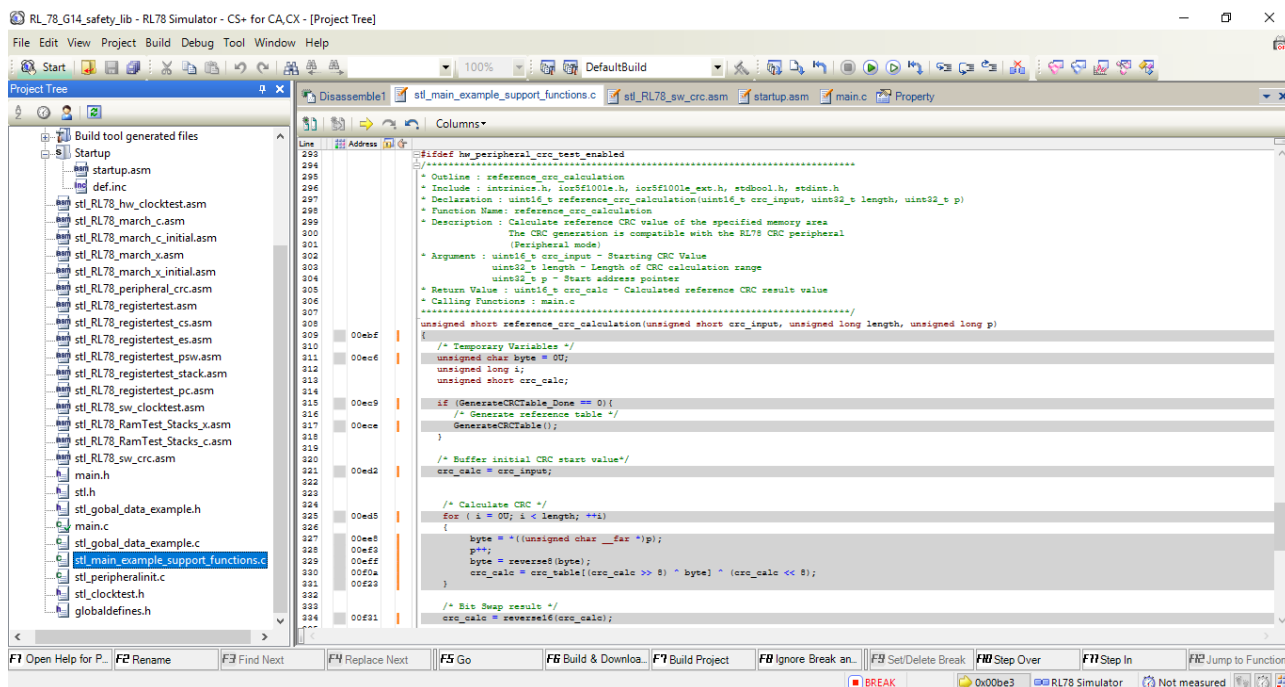 RL_78_G14_safety_lib - RL78 Simulator - CS+ for CA,CX - [Project Tree]
File Edit View Project Build Debug Tool Window Help
Start 100% DefaultBuild
Project Tree
Disassemble1 stl_main_example_support_functions.c stl_RL78_sw_crc.asm startup.asm main.c Property
Columns
Build tool generated files
Startup
startup.asm
def.inc
stl_RL78_hw_clocktest.asm
stl_RL78_march_c.asm
stl_RL78_march_c_initial.asm
stl_RL78_march_x.asm
stl_RL78_march_x_initial.asm
stl_RL78_peripheral_crc.asm
stl_RL78_registertest.asm
stl_RL78_registertest_cs.asm
stl_RL78_registertest_es.asm
stl_RL78_registertest_psw.asm
stl_RL78_registertest_stack.asm
stl_RL78_registertest_pc.asm
stl_RL78_sw_clocktest.asm
stl_RL78_RamTest_Stacks_x.asm
stl_RL78_RamTest_Stacks_c.asm
stl_RL78_sw_crc.asm
main.h
stl.h
stl_gobal_data_example.h
main.c
stl_gobal_data_example.c
stl_main_example_support_functions.c
stl_peripheralinit.c
stl_clocktest.h
globaldefines.h
Line Address
293 #ifdef hw_peripheral_crc_test_enabled
294 /******************************************************************************
295 * Outline : reference_crc_calculation
296 * Include : intrinics.h, ior5f100le.h, ior5f100le_ext.h, stdbool.h, stdint.h
297 * Declaration : uint16_t reference_crc_calculation(uint16_t crc_input, uint32_t length, uint32_t p)
298 * Function Name: reference_crc_calculation
299 * Description : Calculate reference CRC value of the specified memory area
300 The CRC generation is compatible with the RL78 CRC peripheral
301 (Peripheral mode)
302 * Argument : uint16_t crc_input - Starting CRC Value
303 uint32_t length - Length of CRC calculation range
304 uint32_t p - Start address pointer
305 * Return Value : uint16_t crc_calc - Calculated reference CRC result value
306 * Calling Functions : main.c
307 ******************************************************************************/
308 unsigned short reference_crc_calculation(unsigned short crc_input, unsigned long length, unsigned long p)
309 00ebf {
310 /* Temporary Variables */
311 00ec6 unsigned char byte = 0U;
312 unsigned long i;
313 unsigned short crc_calc;
314
315 00ec9 if (GenerateCRCTable_Done == 0){
316 /* Generate reference table */
317 00ece GenerateCRCTable();
318 }
319
320 /* Buffer initial CRC start value*/
321 00ed2 crc_calc = crc_input;
322
323
324 /* Calculate CRC */
325 00ed5 for ( i = 0U; i < length; ++i)
326 {
327 00ee8 byte = *((unsigned char __far *)p);
328 00ef3 p++;
329 00eff byte = reverse8(byte);
330 00f0a crc_calc = crc_table[(crc_calc >> 8) ^ byte] ^ (crc_calc << 8);
331 00f23 }
332
333 /* Bit Swap result */
334 00f31 crc_calc = reverse16(crc_calc);
F1 Open Help for P... F2 Rename F3 Find Next F4 Replace Next F5 Go F6 Build & Downloa... F7 Build Project F8 Ignore Break an... F9 Set/Delete Break F10 Step Over F11 Step In F12 Jump to Function
BREAK 0x00be3 RL78 Simulator Not measured